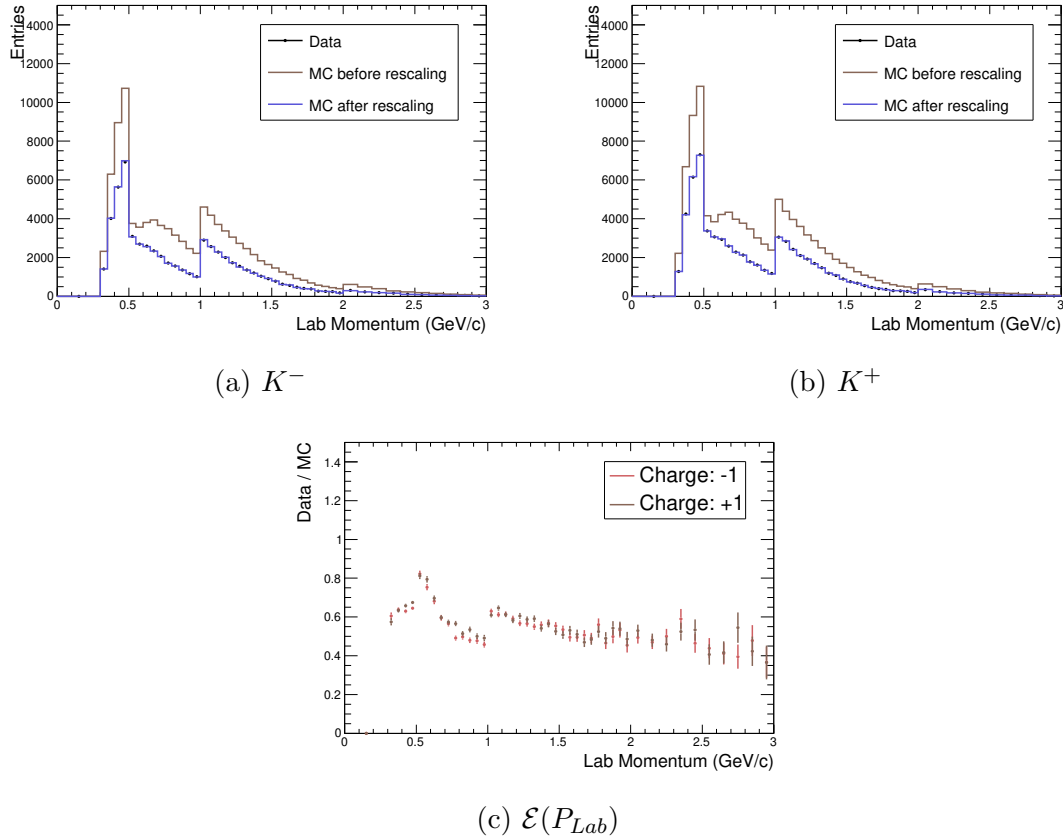 Entries
14000
12000
10000
8000
6000
4000
2000
0
0 0.5 1 1.5 2 2.5 3
Lab Momentum (GeV/c)
Data
MC before rescaling
MC after rescaling
(a) K−
Entries
14000
12000
10000
8000
6000
4000
2000
0
0 0.5 1 1.5 2 2.5 3
Lab Momentum (GeV/c)
Data
MC before rescaling
MC after rescaling
(b) K+
Data / MC
1.4
1.2
1
0.8
0.6
0.4
0.2
0
0 0.5 1 1.5 2 2.5 3
Lab Momentum (GeV/c)
Charge: -1
Charge: +1
(c) ℰ(P_Lab)